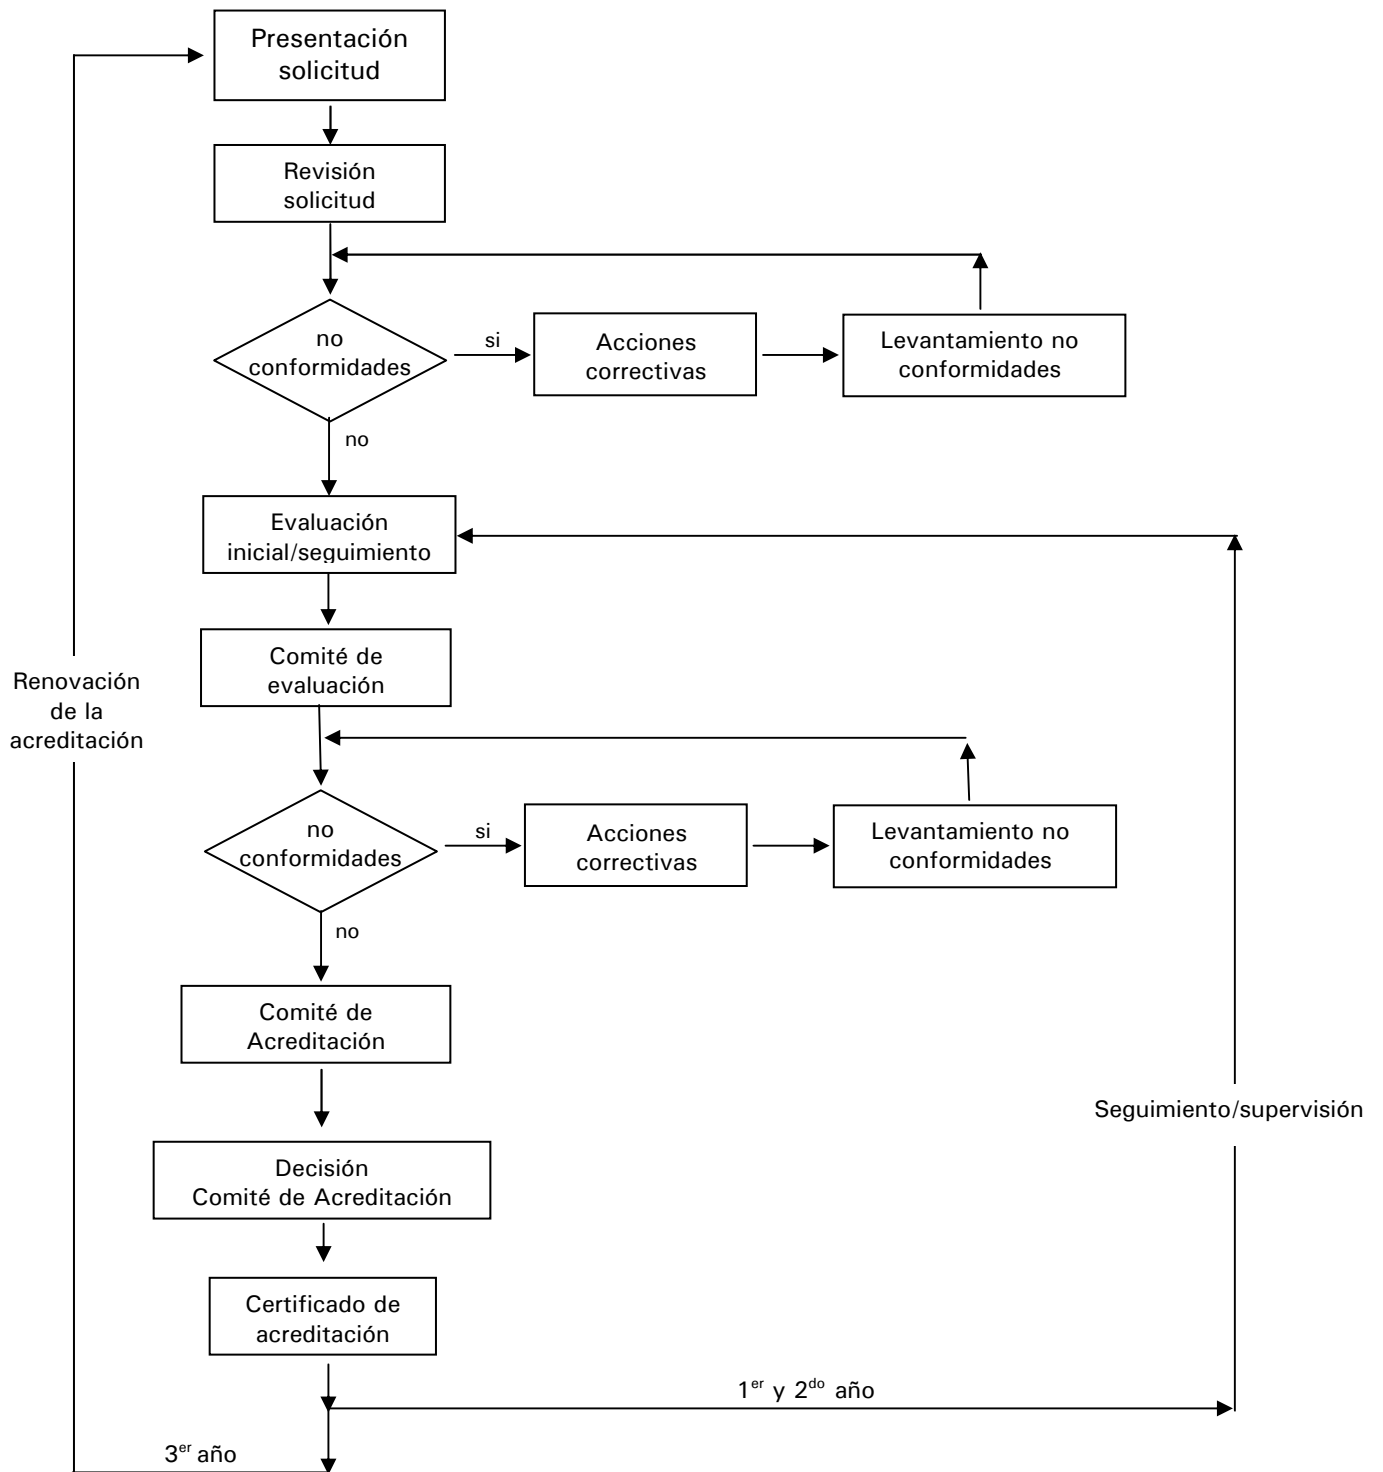 Presentación
solicitud
Revisión
solicitud
no
conformidades
si
Acciones
correctivas
Levantamiento no
conformidades
no
Evaluación
inicial/seguimiento
Comité de
evaluación
Renovación
de la
acreditación
no
conformidades
si
Acciones
correctivas
Levantamiento no
conformidades
no
Comité de
Acreditación
Seguimiento/supervisión
Decisión
Comité de Acreditación
Certificado de
acreditación
1er y 2do año
3er año